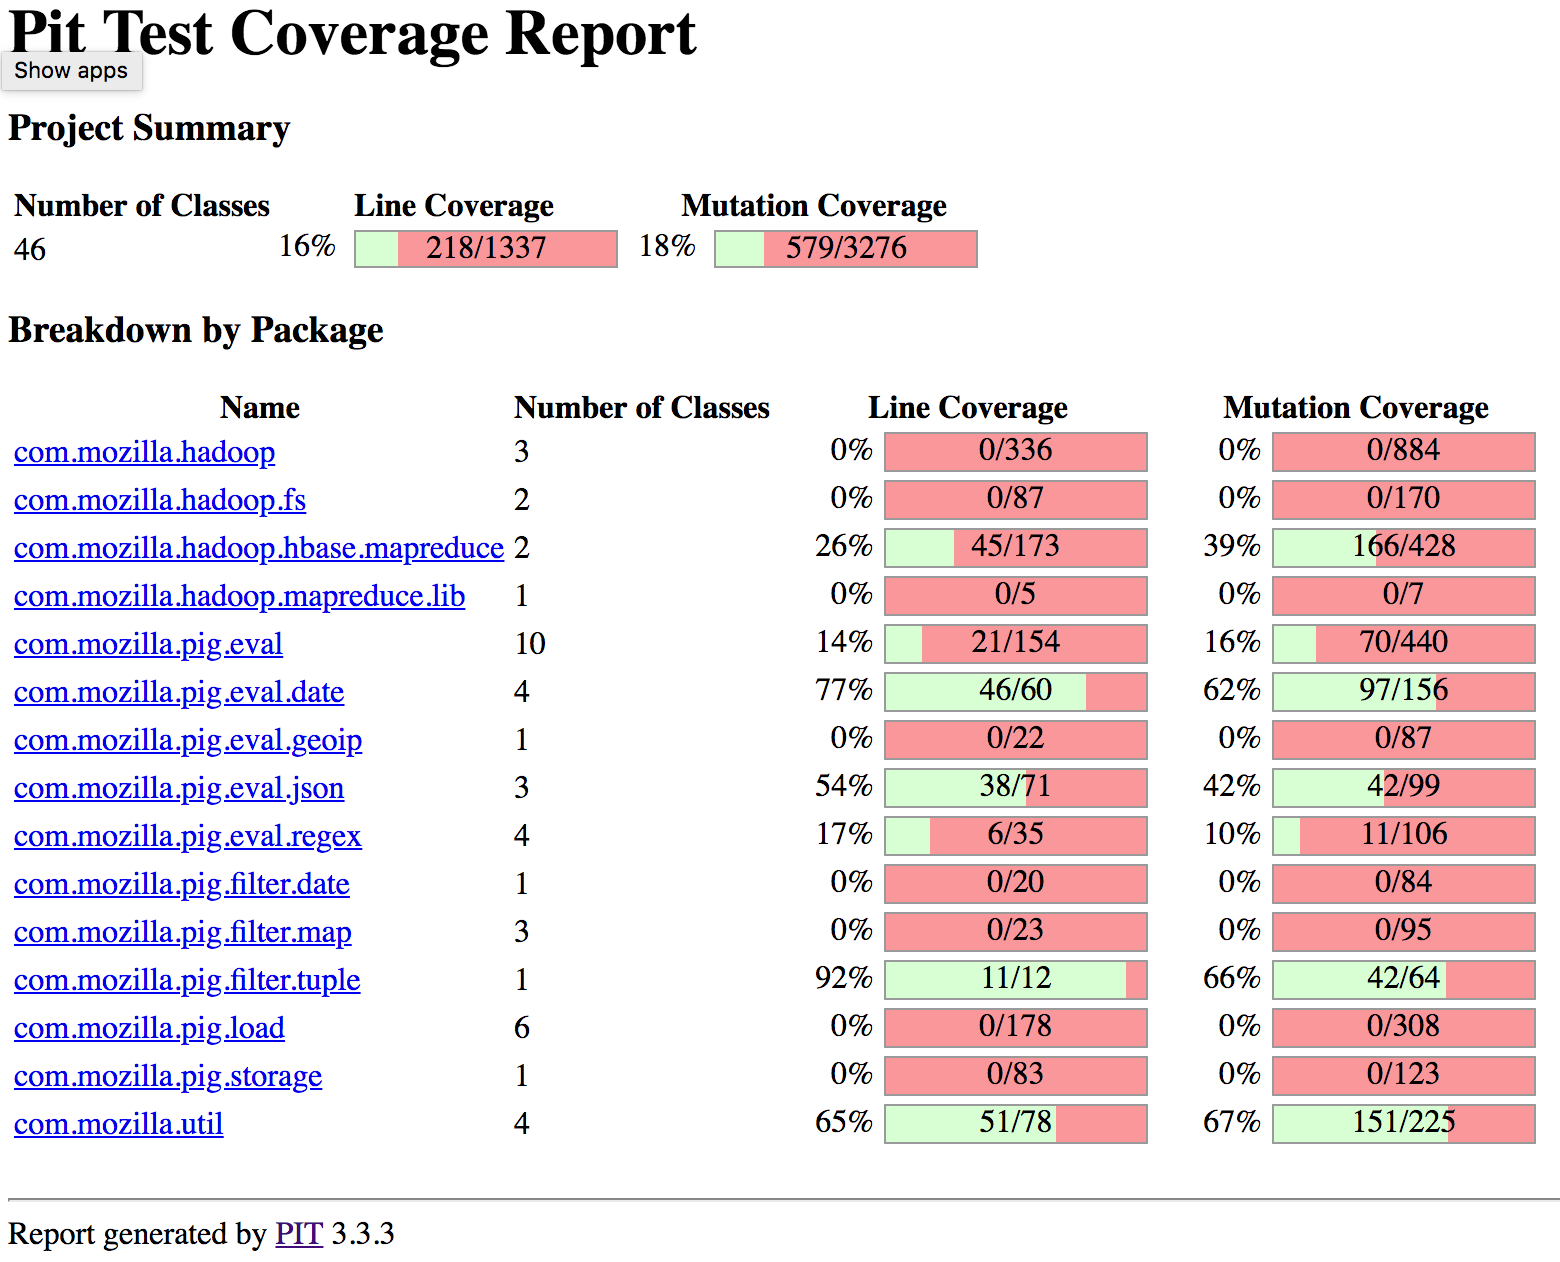 Pit Test Coverage Report
Show apps
Project Summary
Number of Classes Line Coverage Mutation Coverage
46 16% 218/1337 18% 579/3276
Breakdown by Package
Name Number of Classes Line Coverage Mutation Coverage
com.mozilla.hadoop 3 0% 0/336 0% 0/884
com.mozilla.hadoop.fs 2 0% 0/87 0% 0/170
com.mozilla.hadoop.hbase.mapreduce 2 26% 45/173 39% 166/428
com.mozilla.hadoop.mapreduce.lib 1 0% 0/5 0% 0/7
com.mozilla.pig.eval 10 14% 21/154 16% 70/440
com.mozilla.pig.eval.date 4 77% 46/60 62% 97/156
com.mozilla.pig.eval.geoip 1 0% 0/22 0% 0/87
com.mozilla.pig.eval.json 3 54% 38/71 42% 42/99
com.mozilla.pig.eval.regex 4 17% 6/35 10% 11/106
com.mozilla.pig.filter.date 1 0% 0/20 0% 0/84
com.mozilla.pig.filter.map 3 0% 0/23 0% 0/95
com.mozilla.pig.filter.tuple 1 92% 11/12 66% 42/64
com.mozilla.pig.load 6 0% 0/178 0% 0/308
com.mozilla.pig.storage 1 0% 0/83 0% 0/123
com.mozilla.util 4 65% 51/78 67% 151/225
Report generated by PIT 3.3.3